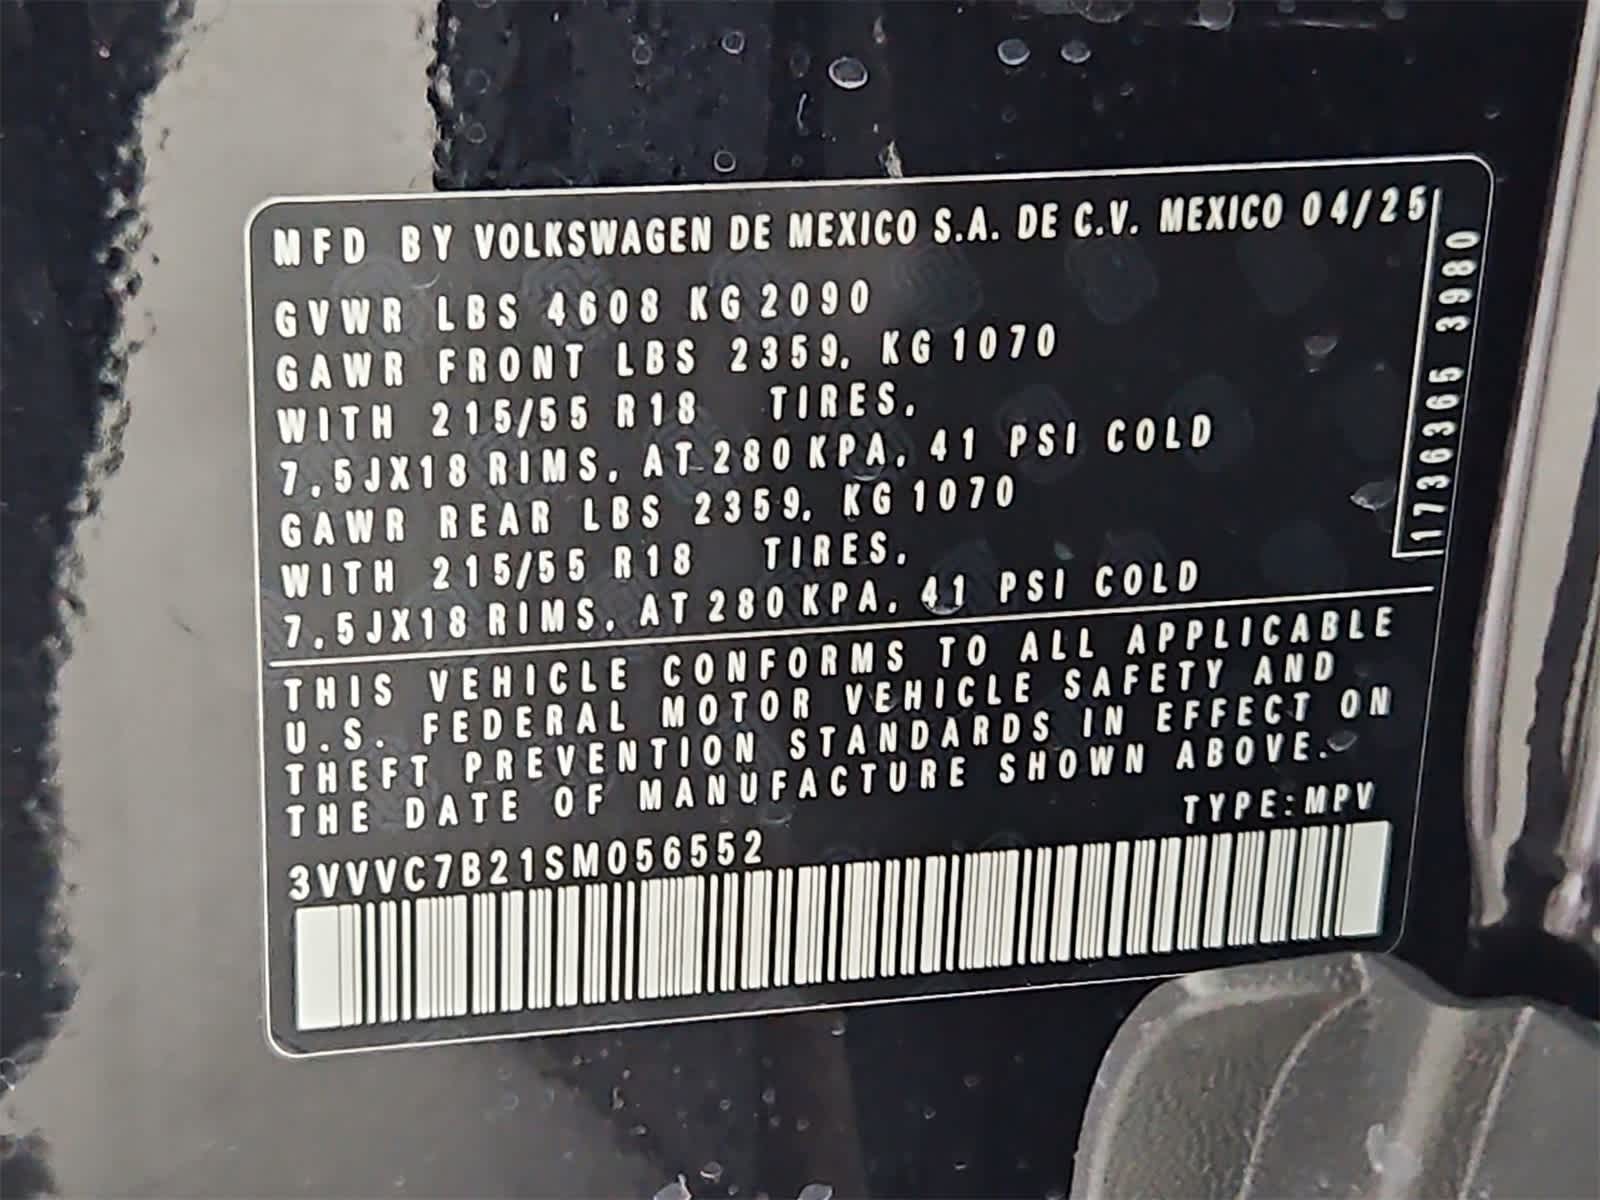 MFD BY VOLKSWAGEN DE MEXICO S.A. DE C.V. MEXICO 04/25
GVWR LBS 4608 KG 2090
GAWR FRONT LBS 2359, KG 1070
WITH 215/55 R18 TIRES,
7,5JX18 RIMS, AT 280 KPA, 41 PSI COLD
GAWR REAR LBS 2359, KG 1070
WITH 215/55 R18 TIRES,
7,5JX18 RIMS, AT 280 KPA, 41 PSI COLD
1736365 3980
THIS VEHICLE CONFORMS TO ALL APPLICABLE
U.S. FEDERAL MOTOR VEHICLE SAFETY AND
THEFT PREVENTION STANDARDS IN EFFECT ON
THE DATE OF MANUFACTURE SHOWN ABOVE.
TYPE: MPV
3VVVC7B21SM056552